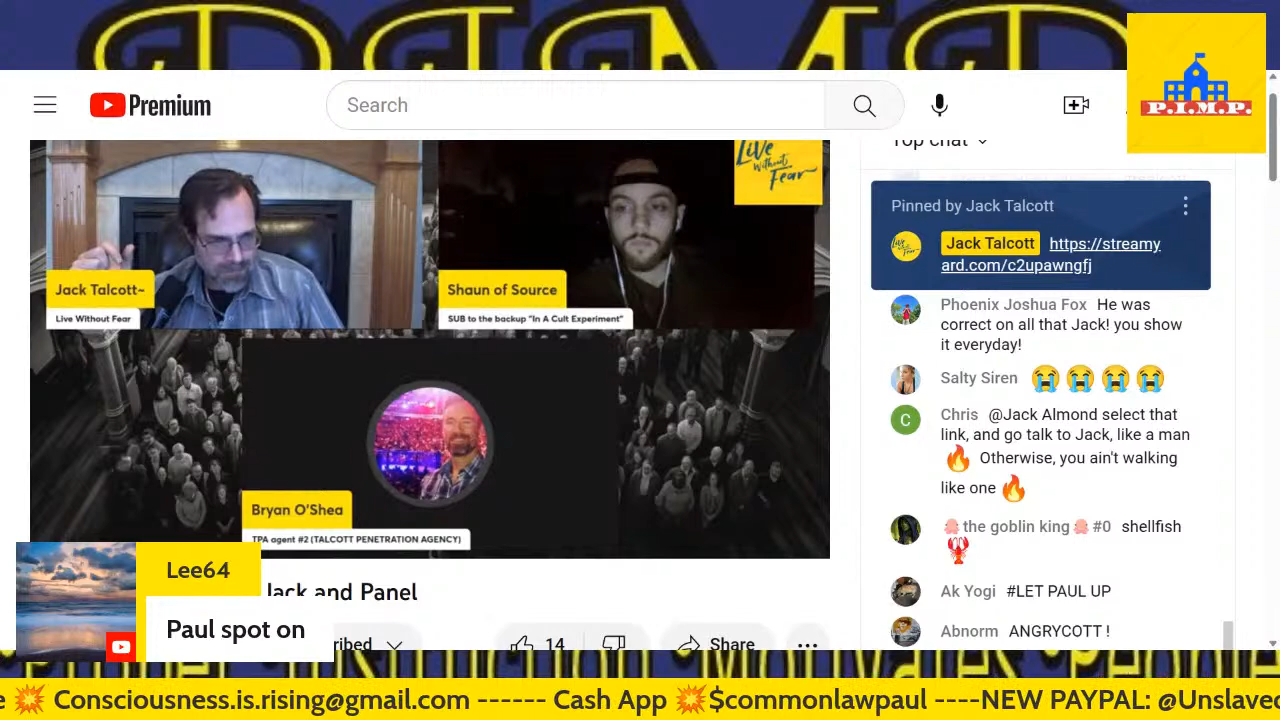 P.I.M.P.
Premium
Search
P.I.M.P.
Top chat
Live
Without
Fear
Pinned by Jack Talcott
Jack Talcott https://streamy
ard.com/c2upawngfj
Jack Talcott~
Live Without Fear
Shaun of Source
SUB to the backup "In A Cult Experiment"
Phoenix Joshua Fox He was
correct on all that Jack! you show
it everyday!
Salty Siren 😭😭😭😭
C Chris @Jack Almond select that
link, and go talk to Jack, like a man
🔥 Otherwise, you ain't walking
like one 🔥
Bryan O'Shea
TPA agent #2 (TALCOTT PENETRATION AGENCY)
🐙the goblin king🐙 #0 shellfish
🦞
Ak Yogi #LET PAUL UP
Abnorm ANGRYCOTT !
Lee64
Paul spot on
Jack and Panel
ribed
14
Share
Motivates People
e 💥 Consciousness.is.rising@gmail.com ------ Cash App 💥$commonlawpaul ----NEW PAYPAL: @Unslaved